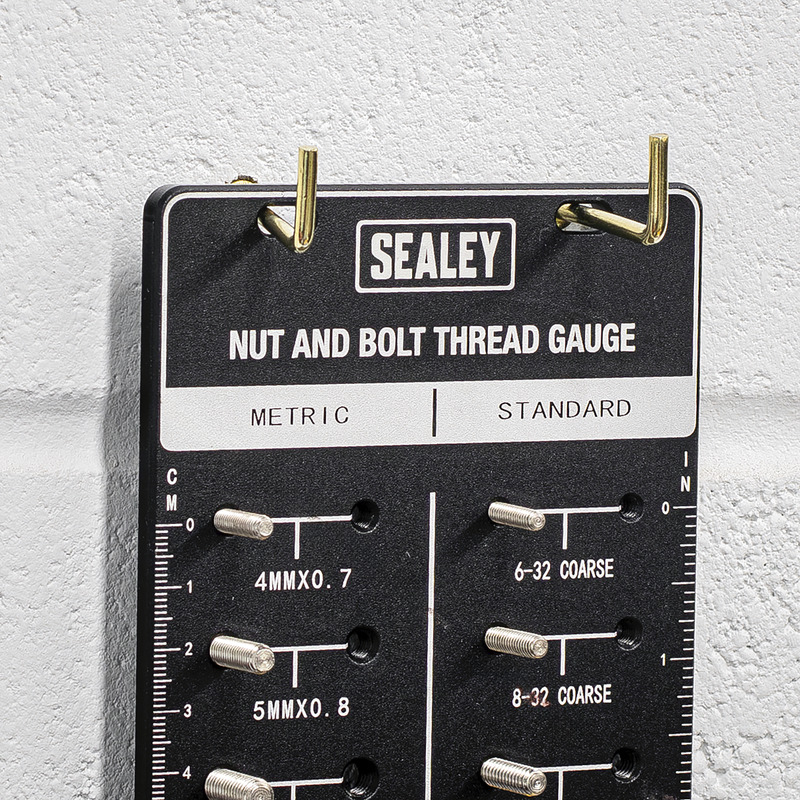 SEALEY
NUT AND BOLT THREAD GAUGE
METRIC | STANDARD
CM
IN
0
0
4MMX0.7
6-32 COARSE
1
2
1
5MMX0.8
8-32 COARSE
3
4